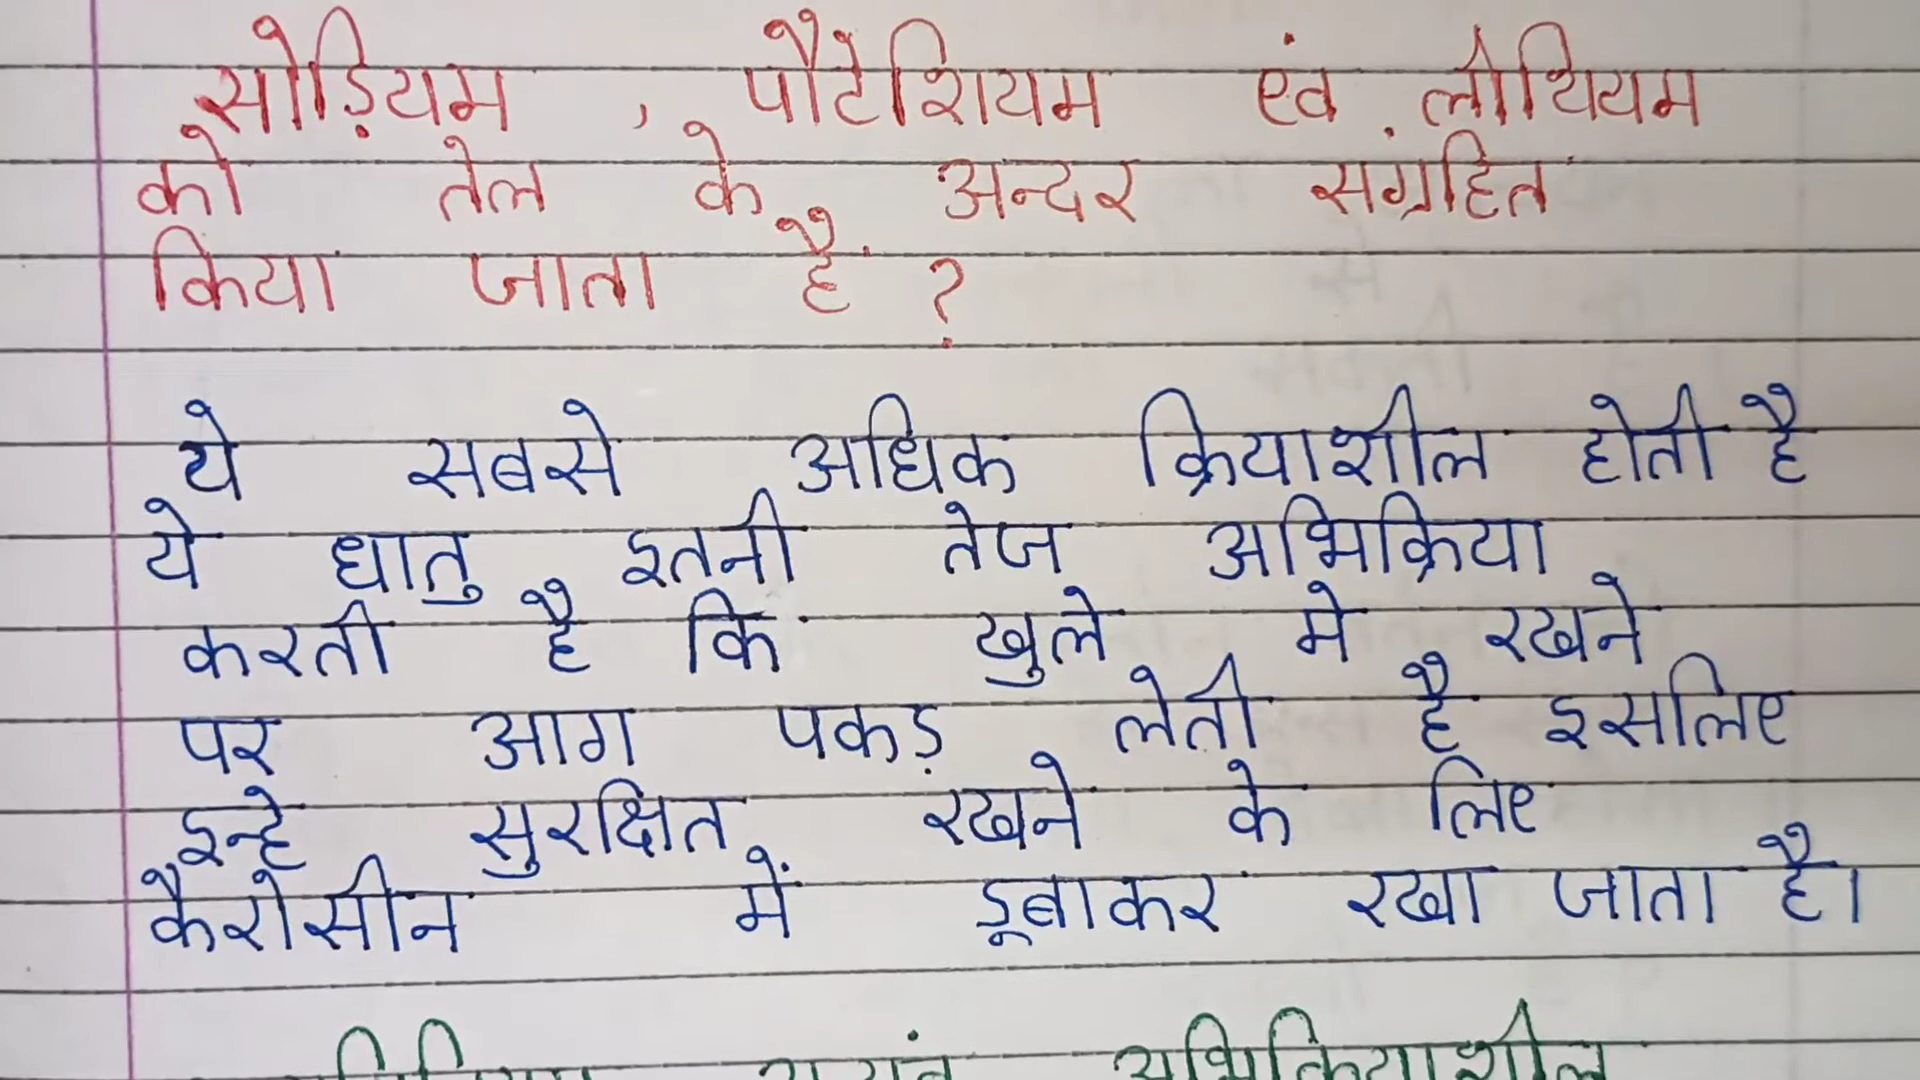 सोड़ियम , पौटेशियम एंव लीथियम
को तेल के अन्दर संग्रहित
किया जाता है ?
ये सबसे अधिक क्रियाशील होती है
ये धातु इतनी तेज अभिक्रिया
करती है कि खुले मे रखने
पर आग पकड़ लेती है इसलिए
इन्हे सुरक्षित रखने के लिए
कैरोसीन में डूबाकर रखा जाता है।
अभिक्रियाशील